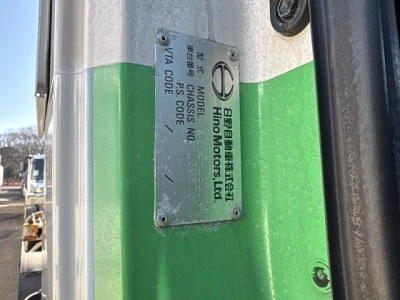 日野自動車株式会社
Hino Motors, Ltd.
型式 MODEL
車台番号 CHASSIS NO.
P.S. CODE
VTA CODE / /